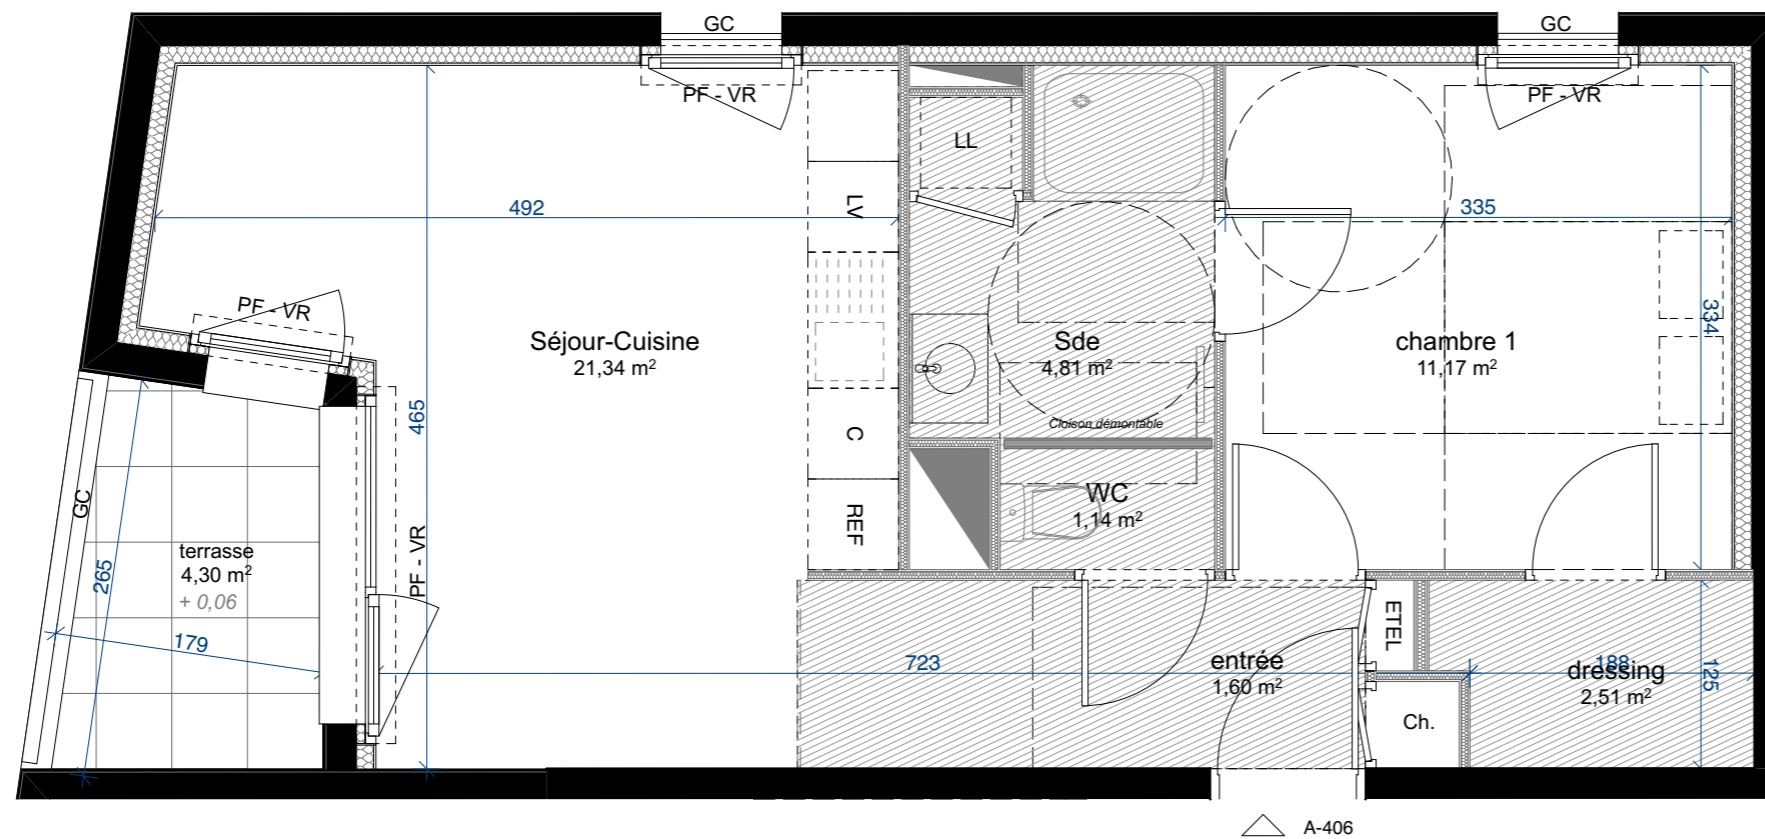 GC
GC
PF - VR
PF - VR
LL
492
LV
335
PF - VR
334
Séjour-Cuisine
21,34 m²
Sde
4,81 m²
chambre 1
11,17 m²
465
C
Cloison démontable
GC
WC
1,14 m²
REF
terrasse
4,30 m²
+ 0,06
265
PF - VR
179
723
ETEL
entrée
1,60 m²
188
dressing
2,51 m²
125
Ch.
A-406